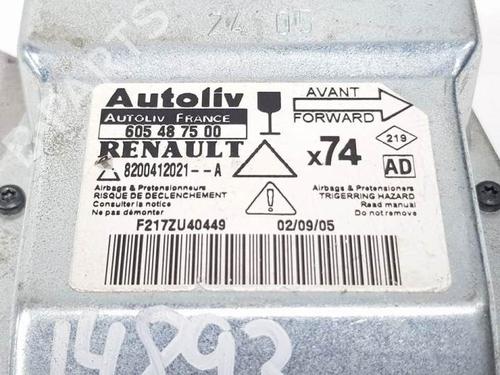 24 05
Autoliv
AUTOLIV FRANCE
605 48 75 00
RENAULT
8200412021--A
AVANT
FORWARD
x74
219
AD
Airbags & Pretensionneurs
RISQUE DE DECLENCHEMENT
Consulter la notice
Ne pas démonter
Airbags & Pretensioners
TRIGERRING HAZARD
Read manual
Do not remove
F217ZU40449
02/09/05
14893